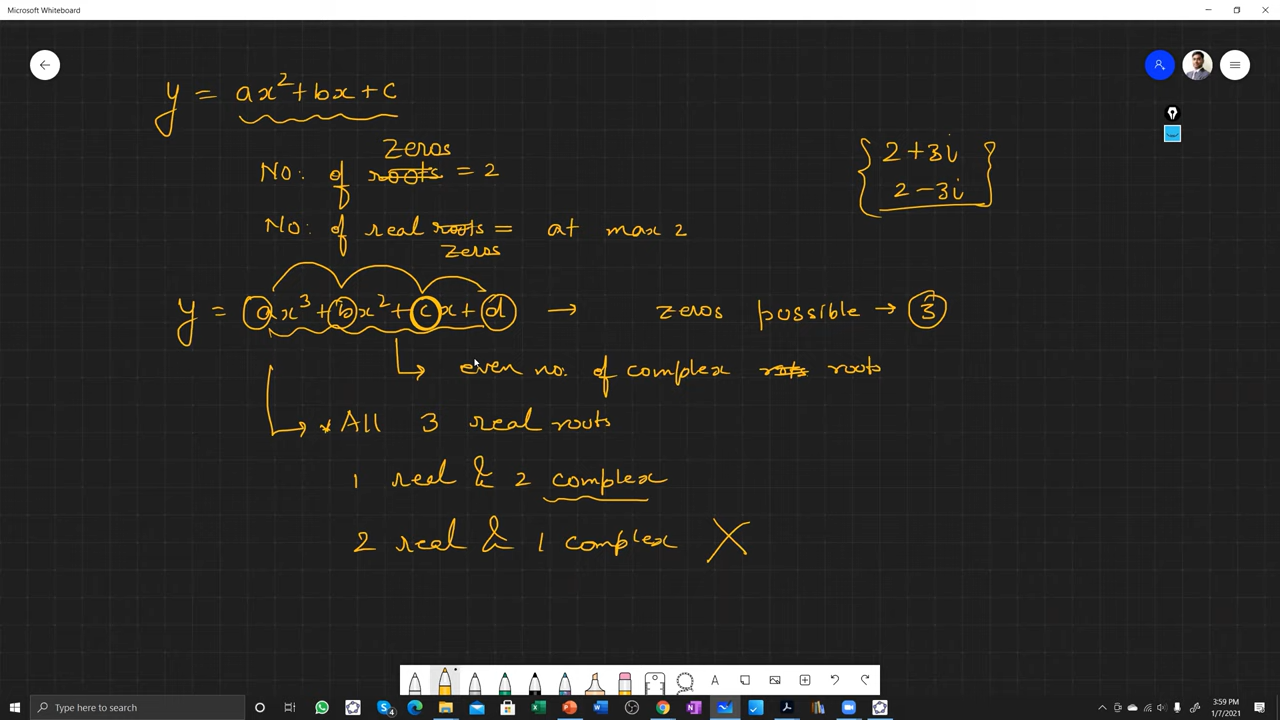 Microsoft Whiteboard
y = ax²+bx+c
Zeros
No: of roots = 2
{ 2+3i
2-3i }
No: of real roots = at max 2
Zeros
y = ax³+bx²+cx+d → zeros possible → 3
→ even no. of complex roots roots
→ *All 3 real roots
1 real & 2 complex
2 real & 1 complex X
Type here to search
3:59 PM
1/7/2021